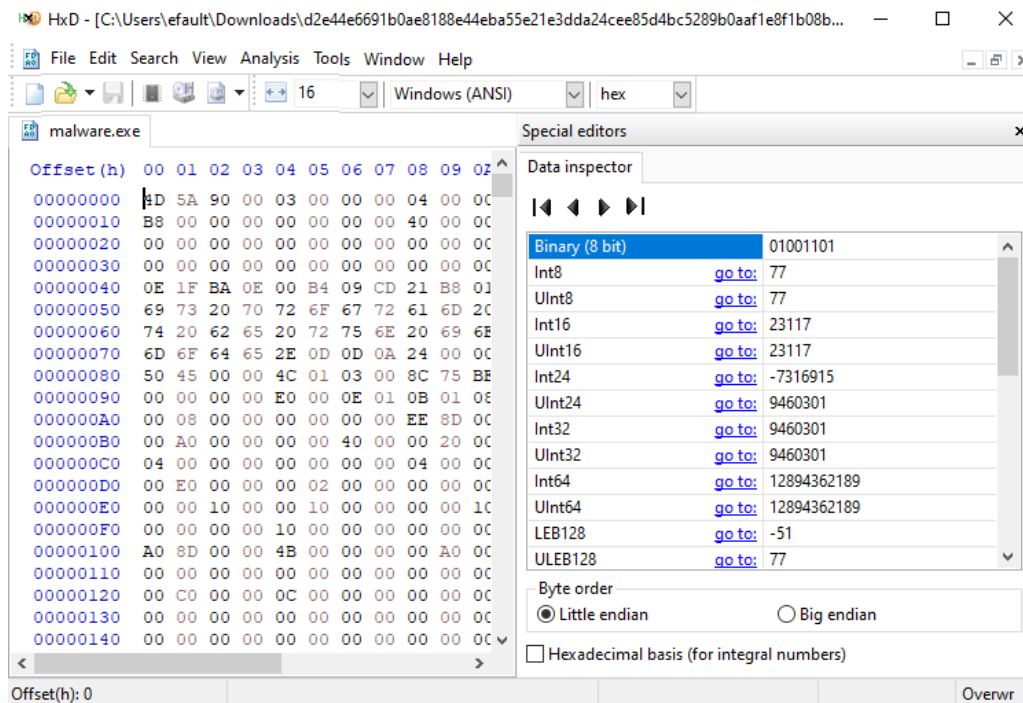 HxD - [C:\Users\efault\Downloads\d2e44e6691b0ae8188e44eba55e21e3dda24cee85d4bc5289b0aaf1e8f1b08b...
File Edit Search View Analysis Tools Window Help
16 Windows (ANSI) hex
malware.exe
Offset(h) 00 01 02 03 04 05 06 07 08 09 0A
00000000 4D 5A 90 00 03 00 00 00 04 00
00000010 B8 00 00 00 00 00 00 00 40 00
00000020 00 00 00 00 00 00 00 00 00 00
00000030 00 00 00 00 00 00 00 00 00 00
00000040 0E 1F BA 0E 00 B4 09 CD 21 B8 01
00000050 69 73 20 70 72 6F 67 72 61 6D 20
00000060 74 20 62 65 20 72 75 6E 20 69
00000070 6D 6F 64 65 2E 0D 0D 0A 24 00
00000080 50 45 00 00 4C 01 03 00 8C 75
00000090 00 00 00 00 E0 00 0E 01 0B 01
000000A0 00 08 00 00 00 00 00 00 EE 8D
000000B0 00 A0 00 00 00 00 40 00 00 20
000000C0 04 00 00 00 00 00 00 00 04 00
000000D0 00 E0 00 00 00 02 00 00 00 00
000000E0 00 00 10 00 00 10 00 00 00 00
000000F0 00 00 00 00 10 00 00 00 00 00
00000100 A0 8D 00 00 4B 00 00 00 00 A0
00000110 00 00 00 00 00 00 00 00 00 00
00000120 00 C0 00 00 0C 00 00 00 00 00
00000130 00 00 00 00 00 00 00 00 00 00
00000140 00 00 00 00 00 00 00 00 00 00
Special editors
Data inspector
Binary (8 bit) 01001101
Int8 go to: 77
UInt8 go to: 77
Int16 go to: 23117
UInt16 go to: 23117
Int24 go to: -7316915
UInt24 go to: 9460301
Int32 go to: 9460301
UInt32 go to: 9460301
Int64 go to: 12894362189
UInt64 go to: 12894362189
LEB128 go to: -51
ULEB128 go to: 77
Byte order
Little endian Big endian
Hexadecimal basis (for integral numbers)
Offset(h): 0 Overwr